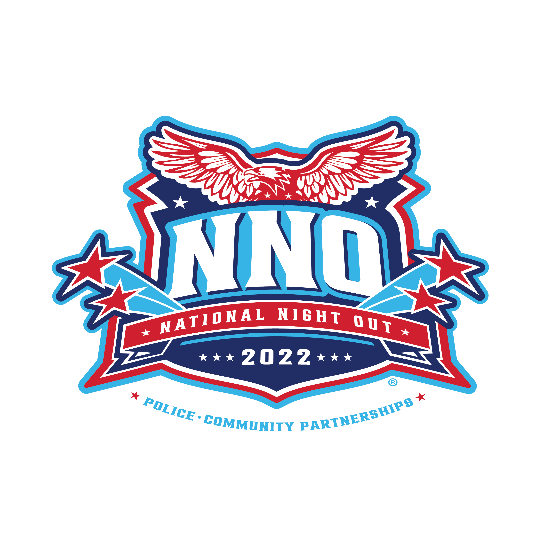 NNO
NATIONAL NIGHT OUT
2022
®
POLICE · COMMUNITY PARTNERSHIPS